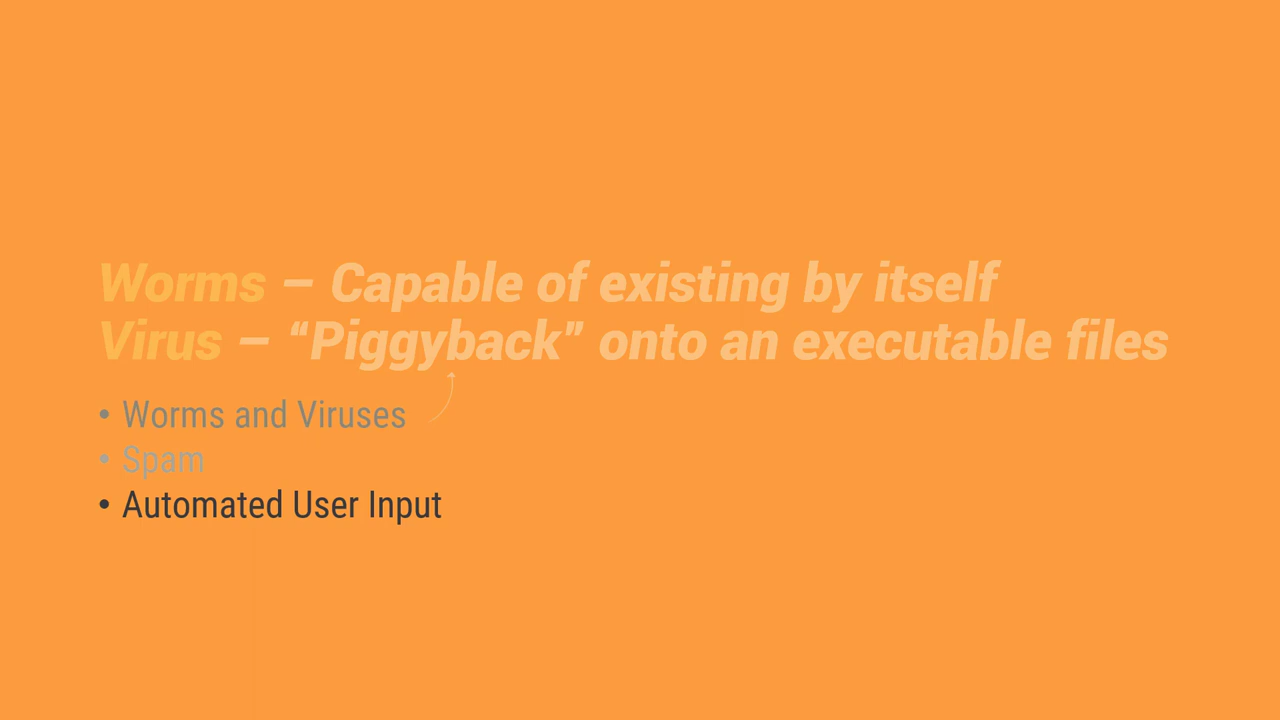 Worms – Capable of existing by itself
Virus – “Piggyback” onto an executable files
• Worms and Viruses
• Spam
• Automated User Input